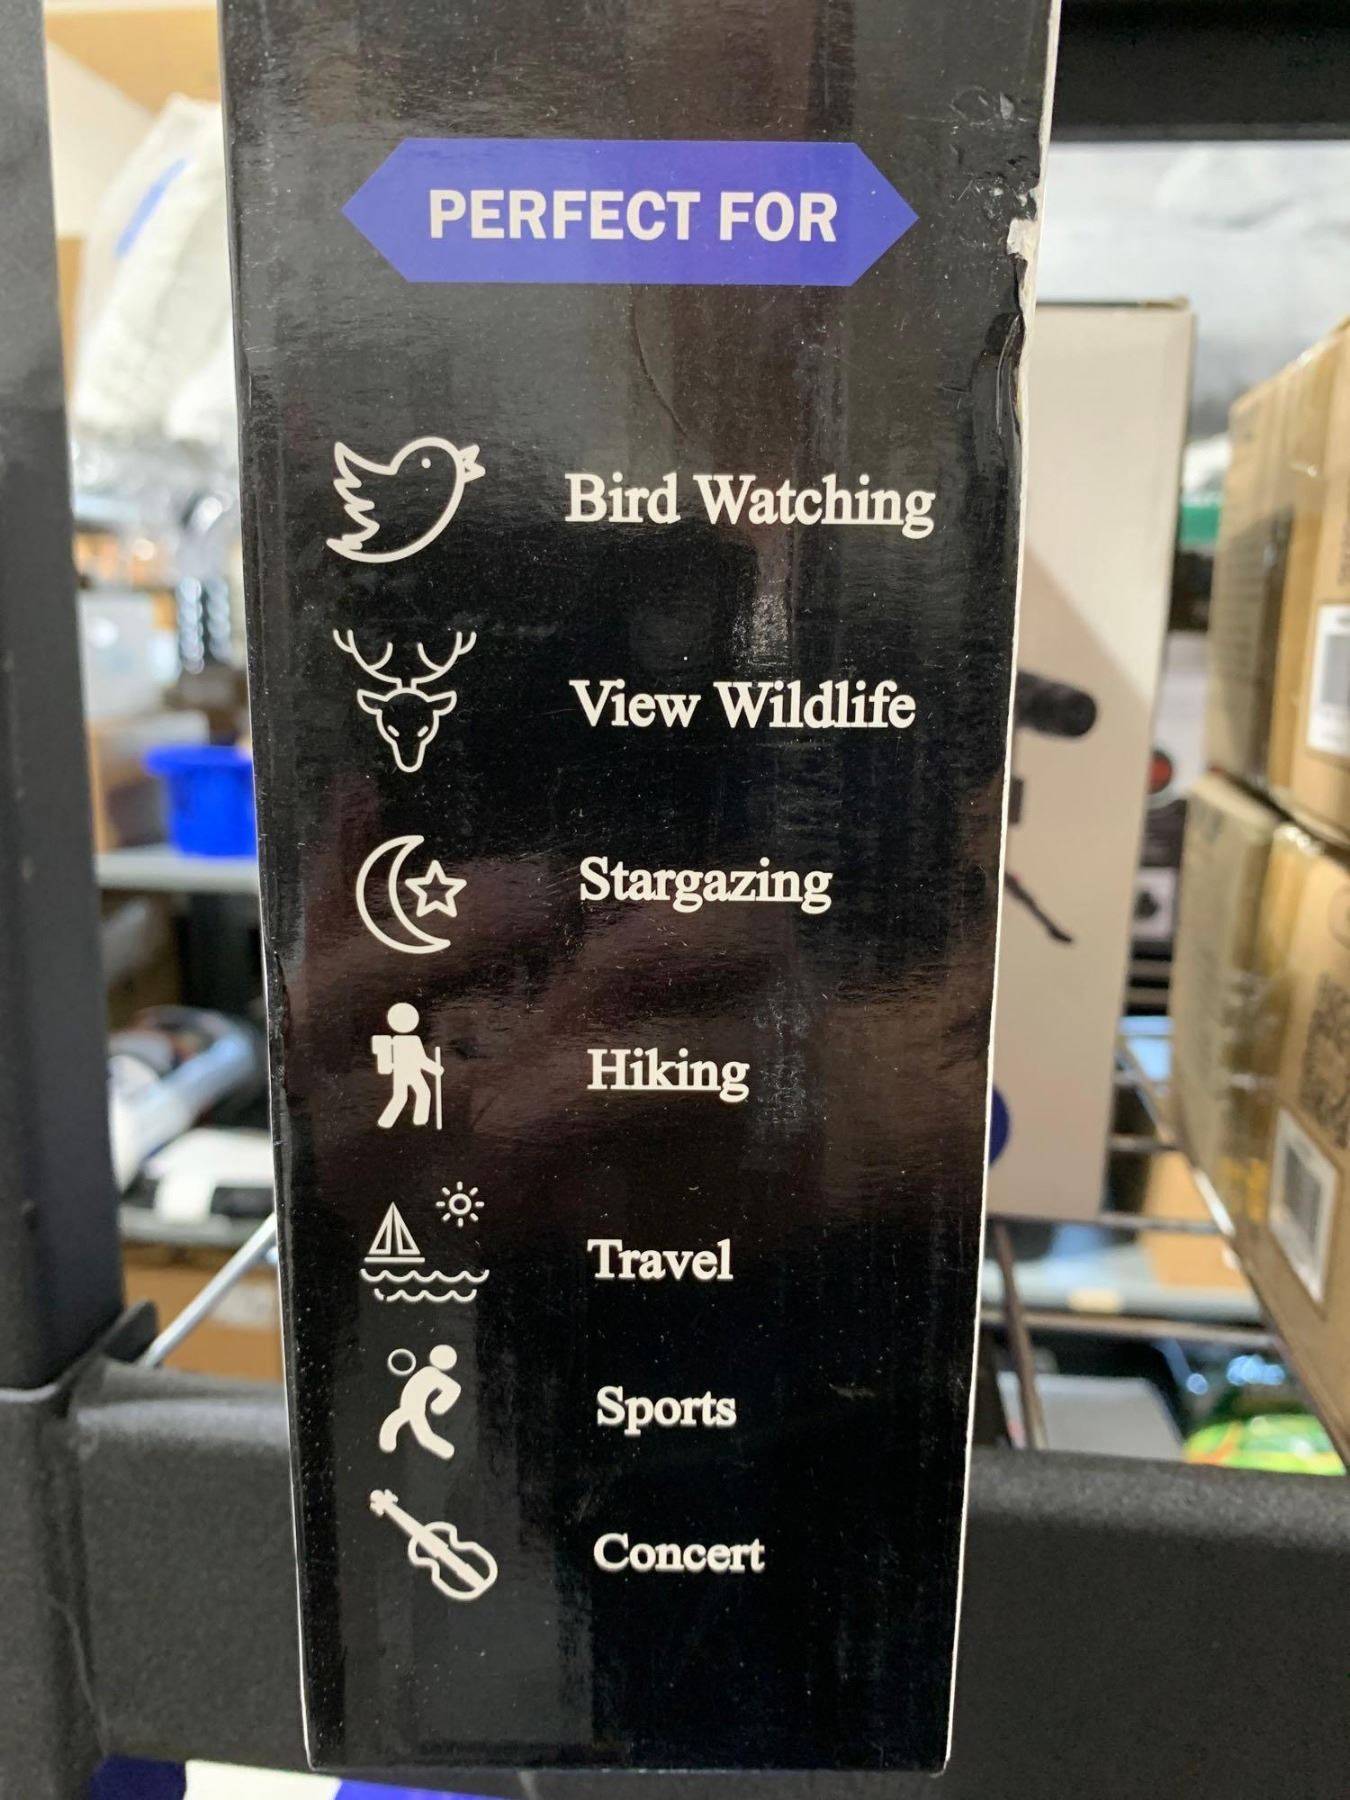 PERFECT FOR
Bird Watching
View Wildlife
Stargazing
Hiking
Travel
Sports
Concert